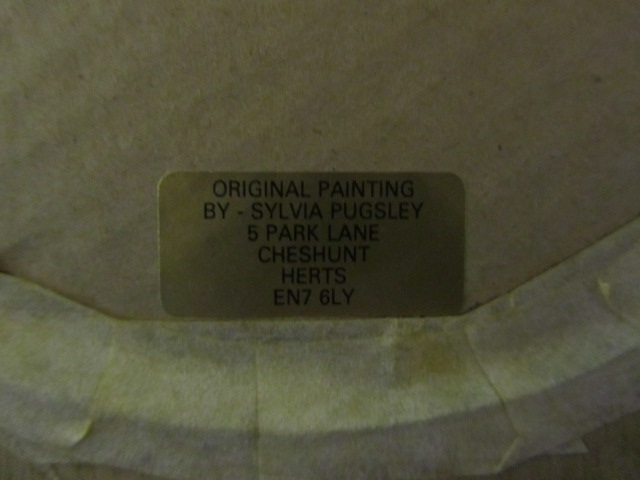 ORIGINAL PAINTING
BY - SYLVIA PUGSLEY
5 PARK LANE
CHESHUNT
HERTS
EN7 6LY